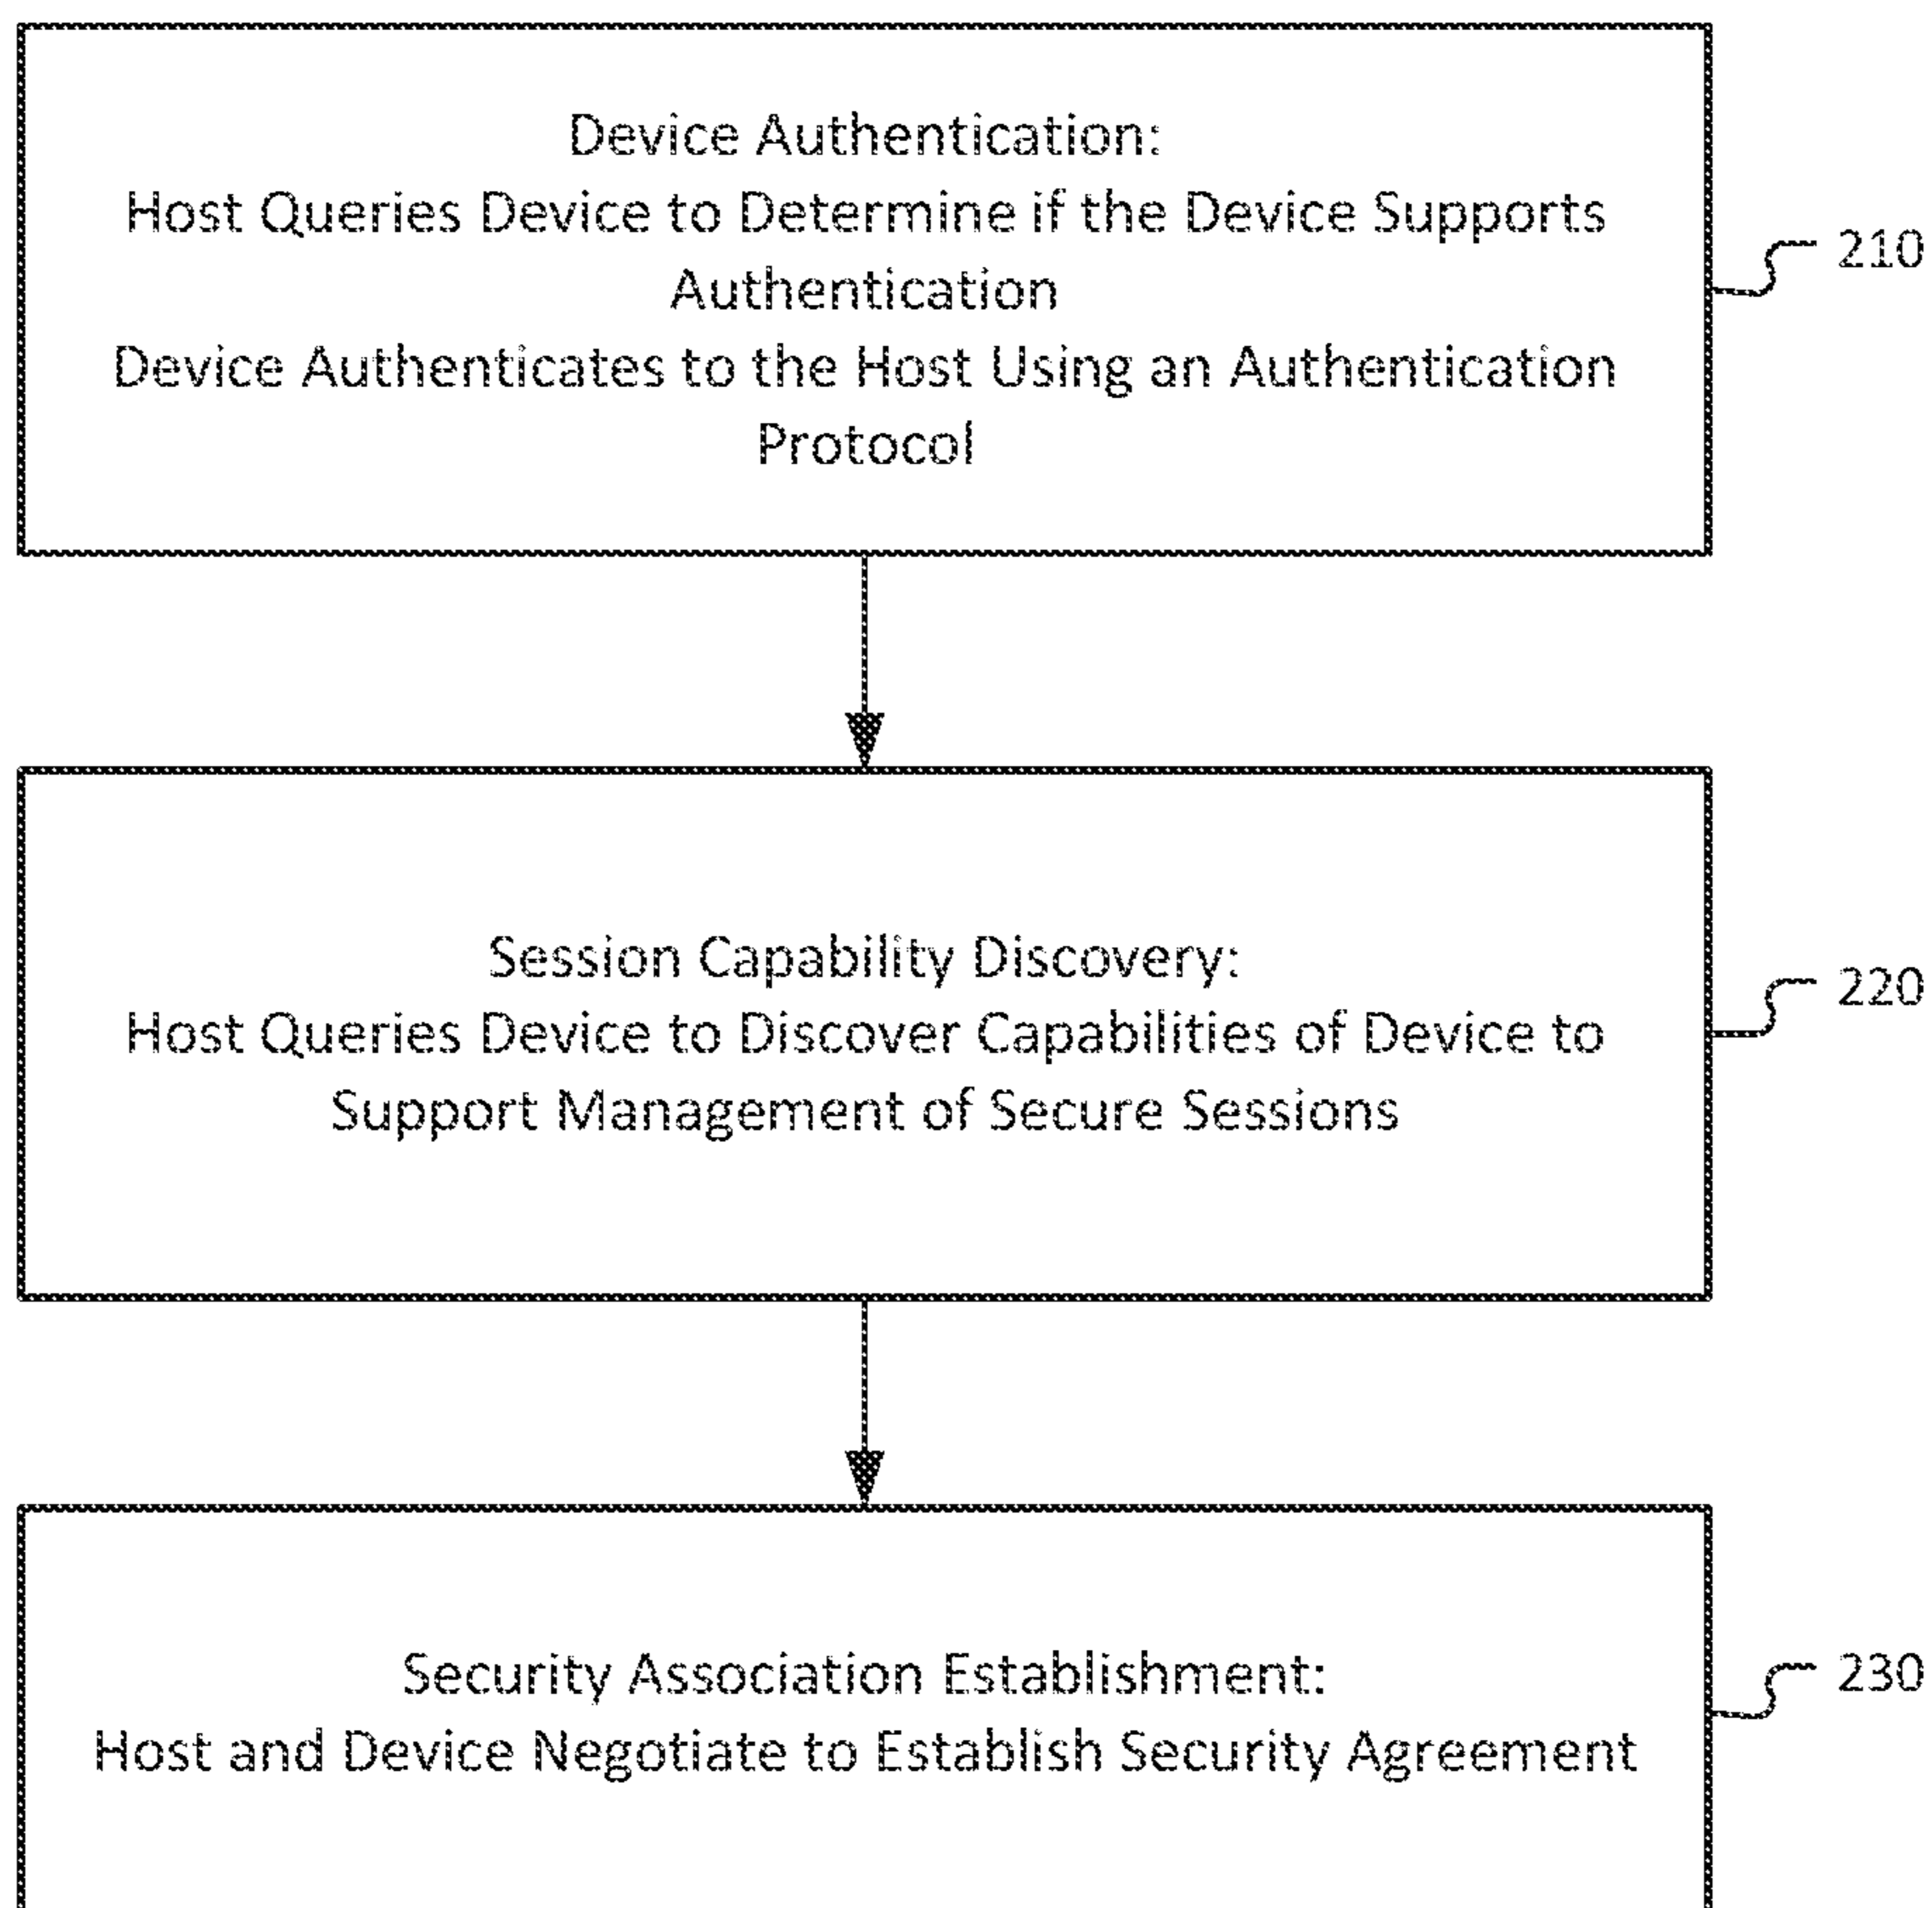 Device Authentication:
Host Queries Device to Determine if the Device Supports
Authentication
Device Authenticates to the Host Using an Authentication
Protocol
210
Session Capability Discovery:
Host Queries Device to Discover Capabilities of Device to
Support Management of Secure Sessions
220
Security Association Establishment:
Host and Device Negotiate to Establish Security Agreement
230